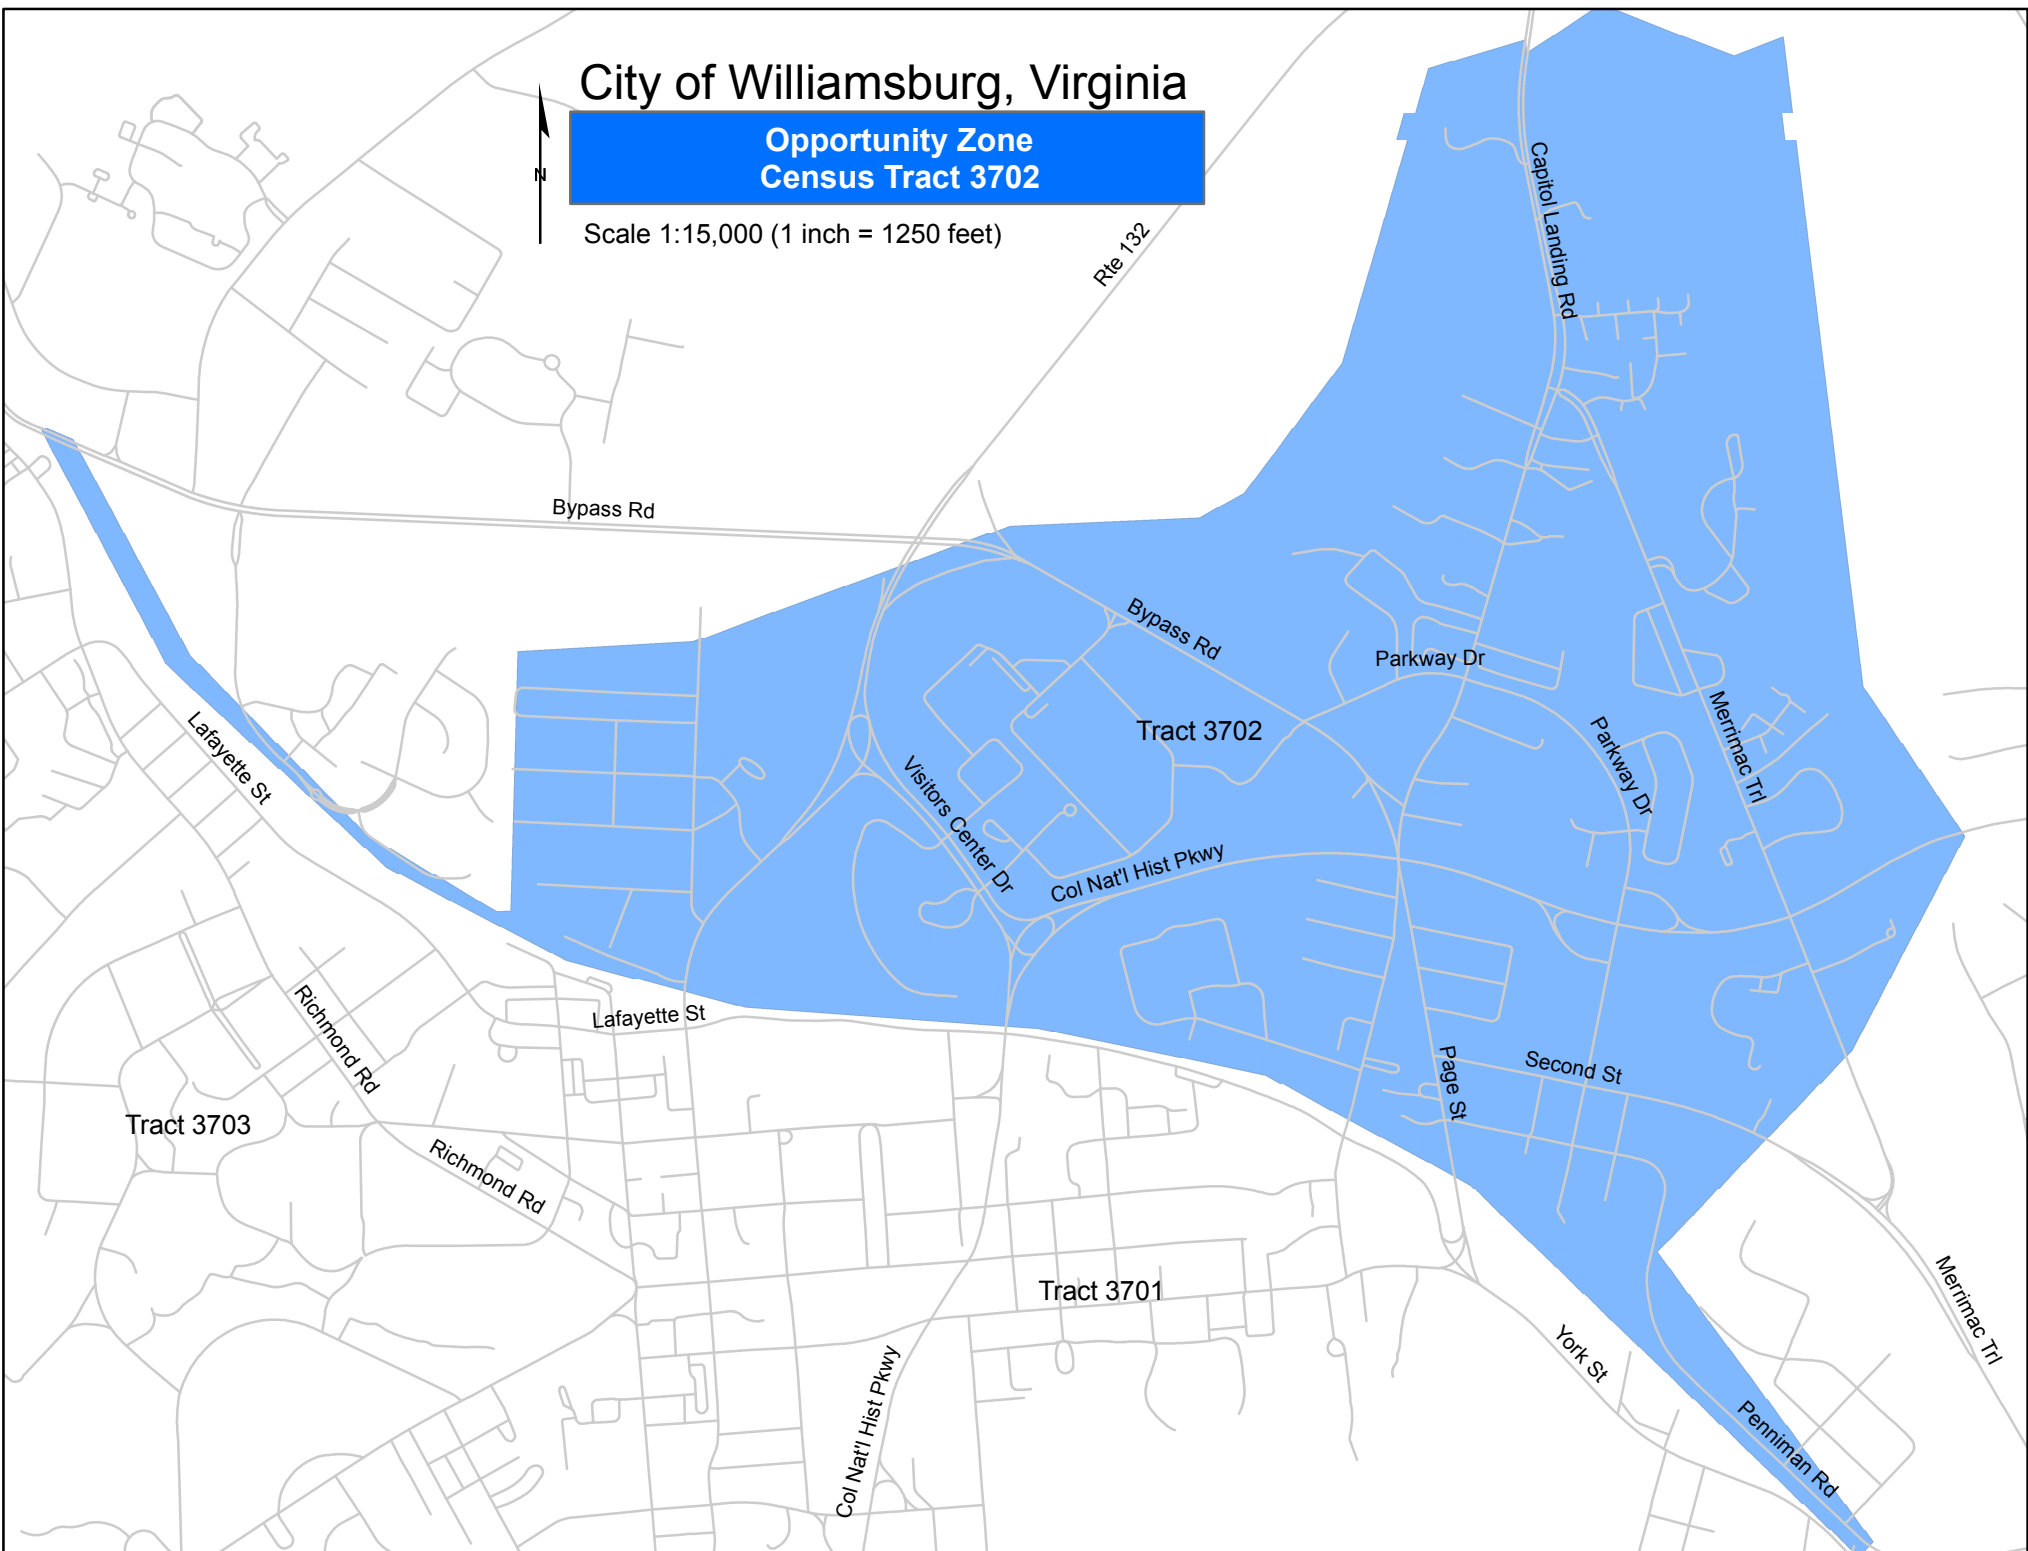 City of Williamsburg, Virginia
Opportunity Zone
Census Tract 3702
N
Scale 1:15,000 (1 inch = 1250 feet)
Rte 132
Capitol Landing Rd
Bypass Rd
Bypass Rd
Parkway Dr
Tract 3702
Merrimac Trl
Parkway Dr
Lafayette St
Visitors Center Dr
Col Nat'l Hist Pkwy
Richmond Rd
Lafayette St
Page St
Second St
Tract 3703
Richmond Rd
Tract 3701
Merrimac Trl
York St
Col Nat'l Hist Pkwy
Penniman Rd